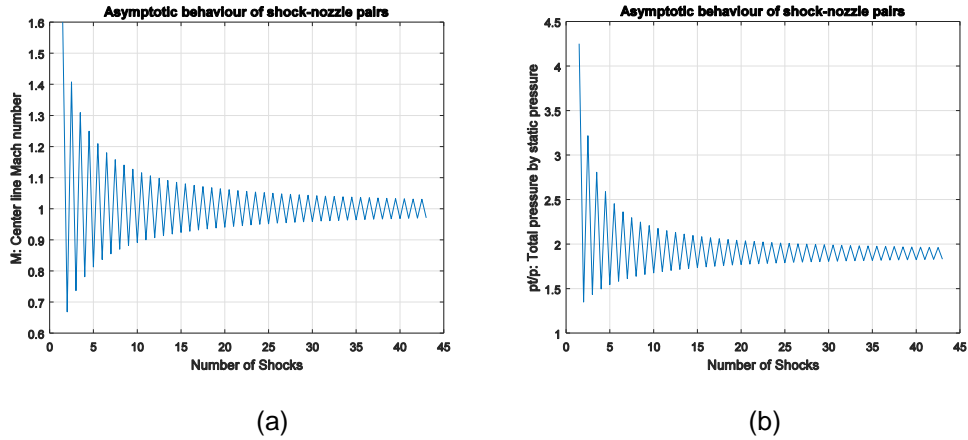 Asymptotic behaviour of shock-nozzle pairs
1.6
1.5
1.4
1.3
1.2
1.1
1
0.9
0.8
0.7
0.6
M: Center line Mach number
0 5 10 15 20 25 30 35 40 45
Number of Shocks
(a)
Asymptotic behaviour of shock-nozzle pairs
4.5
4
3.5
3
2.5
2
1.5
1
pt/p: Total pressure by static pressure
0 5 10 15 20 25 30 35 40 45
Number of Shocks
(b)